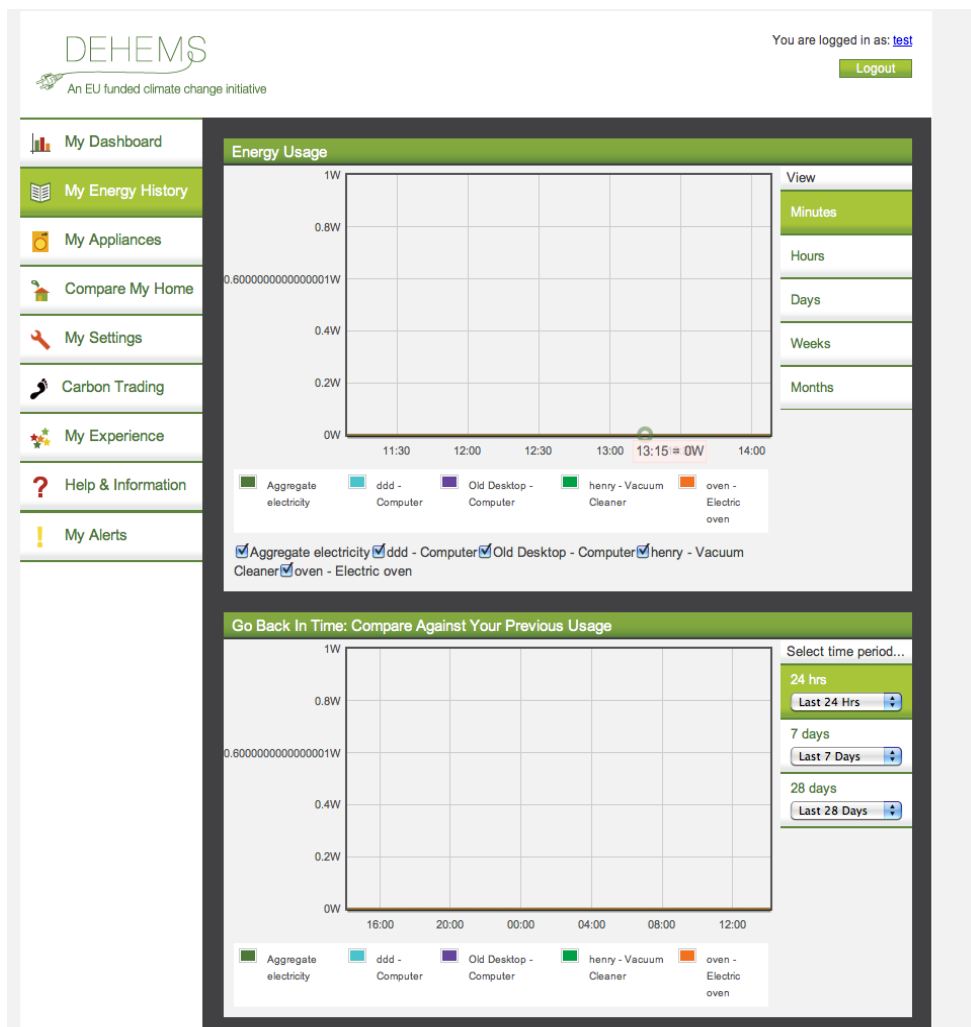 DEHEMS
An EU funded climate change initiative
You are logged in as: test
Logout
My Dashboard
My Energy History
My Appliances
Compare My Home
My Settings
Carbon Trading
My Experience
Help & Information
My Alerts
Energy Usage
1W
0.8W
0.6000000000000001W
0.4W
0.2W
0W
11:30 12:00 12:30 13:00 13:15 = 0W 14:00
Aggregate electricity
ddd - Computer
Old Desktop - Computer
henry - Vacuum Cleaner
oven - Electric oven
Aggregate electricity ddd - Computer Old Desktop - Computer henry - Vacuum
Cleaner oven - Electric oven
View
Minutes
Hours
Days
Weeks
Months
Go Back In Time: Compare Against Your Previous Usage
1W
0.8W
0.6000000000000001W
0.4W
0.2W
0W
16:00 20:00 00:00 04:00 08:00 12:00
Aggregate electricity
ddd - Computer
Old Desktop - Computer
henry - Vacuum Cleaner
oven - Electric oven
Select time period...
24 hrs
Last 24 Hrs
7 days
Last 7 Days
28 days
Last 28 Days